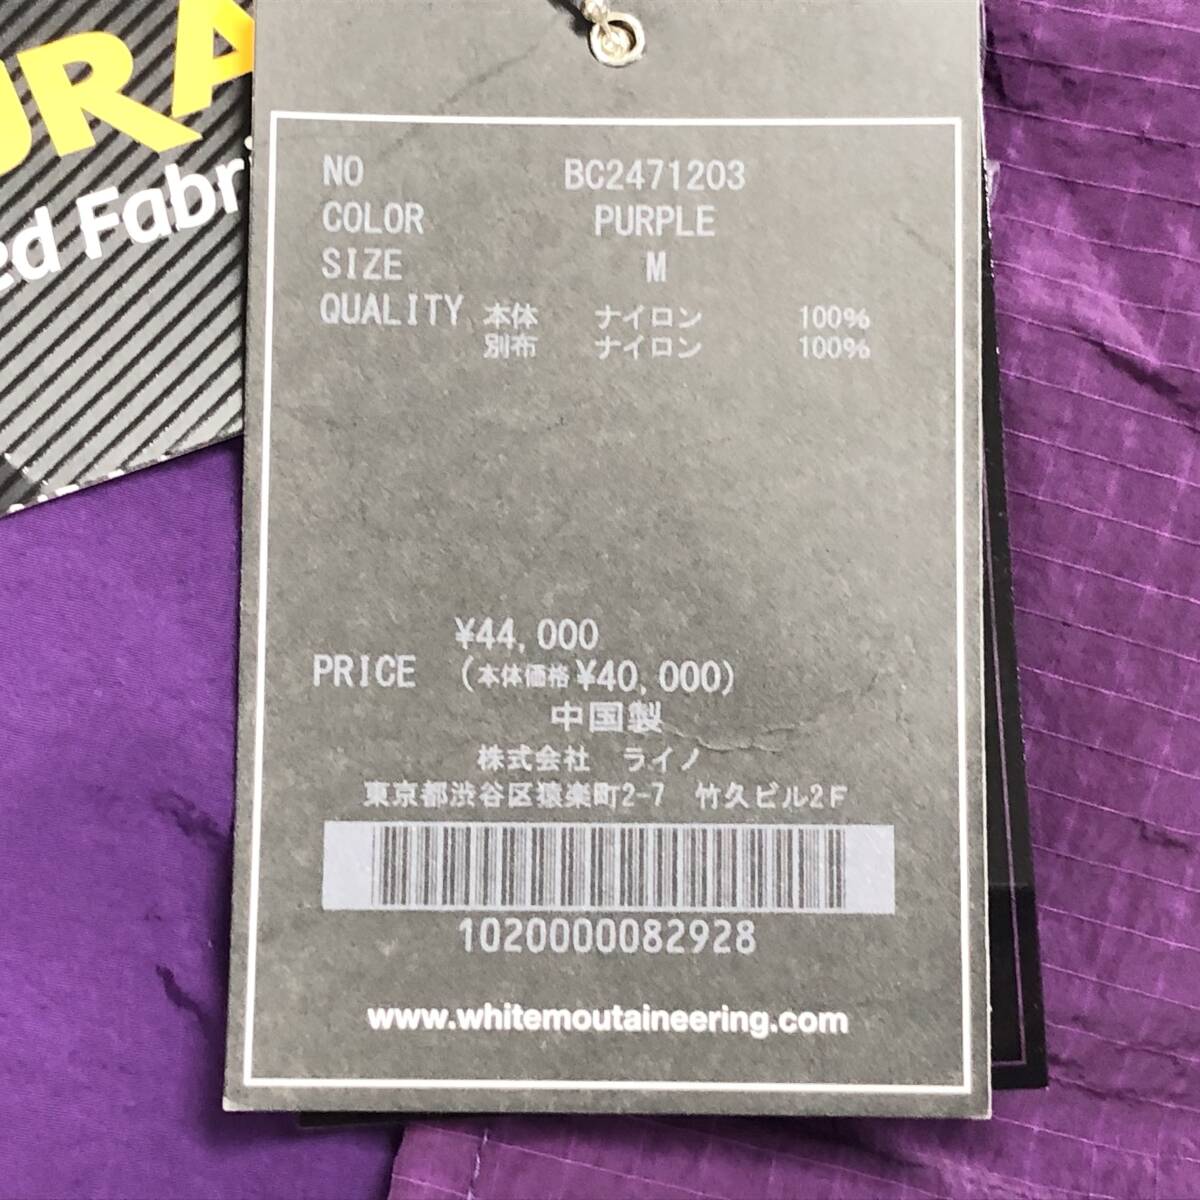 URA
ed Fabri
NO BC2471203
COLOR PURPLE
SIZE M
QUALITY 本体 ナイロン 100%
別布 ナイロン 100%
¥44,000
PRICE (本体価格 ¥40,000)
中国製
株式会社 ライノ
東京都渋谷区猿楽町2-7 竹久ビル2F
1020000082928
www.whitemoutaineering.com